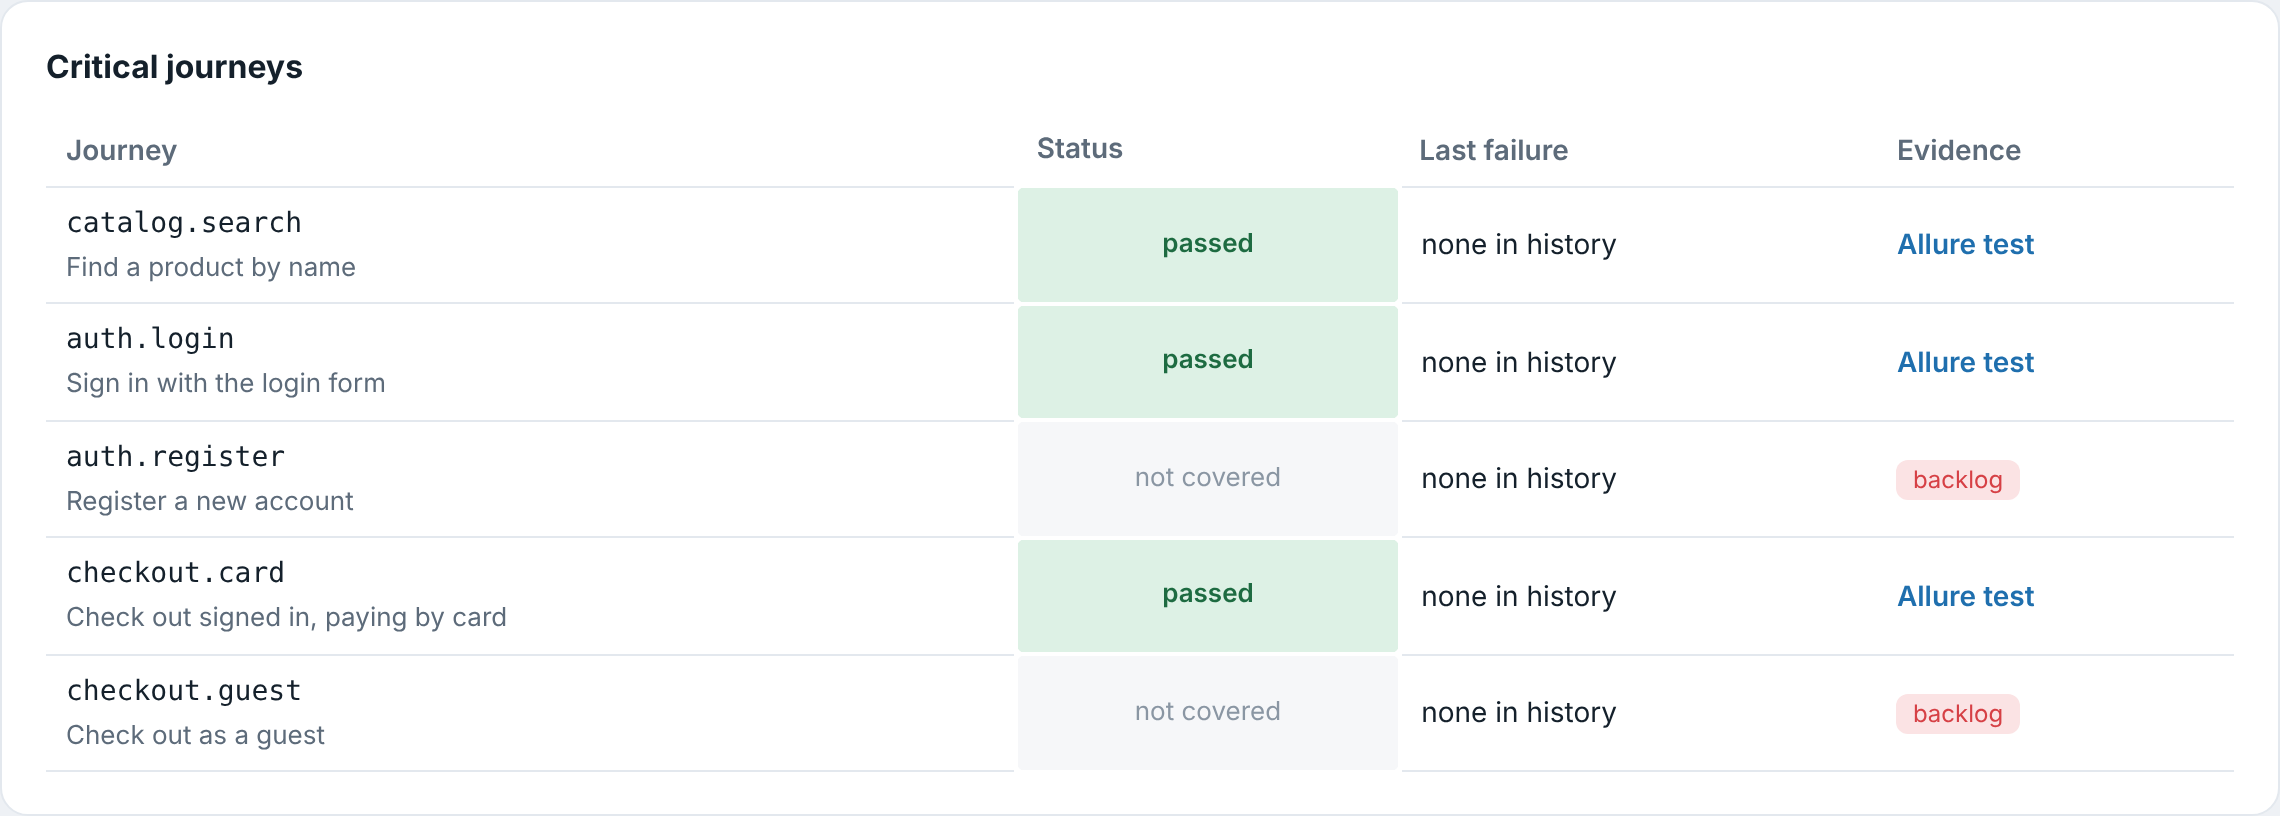 Critical journeys
Journey Status Last failure Evidence
catalog.search
Find a product by name
passed none in history Allure test
auth.login
Sign in with the login form
passed none in history Allure test
auth.register
Register a new account
not covered none in history backlog
checkout.card
Check out signed in, paying by card
passed none in history Allure test
checkout.guest
Check out as a guest
not covered none in history backlog